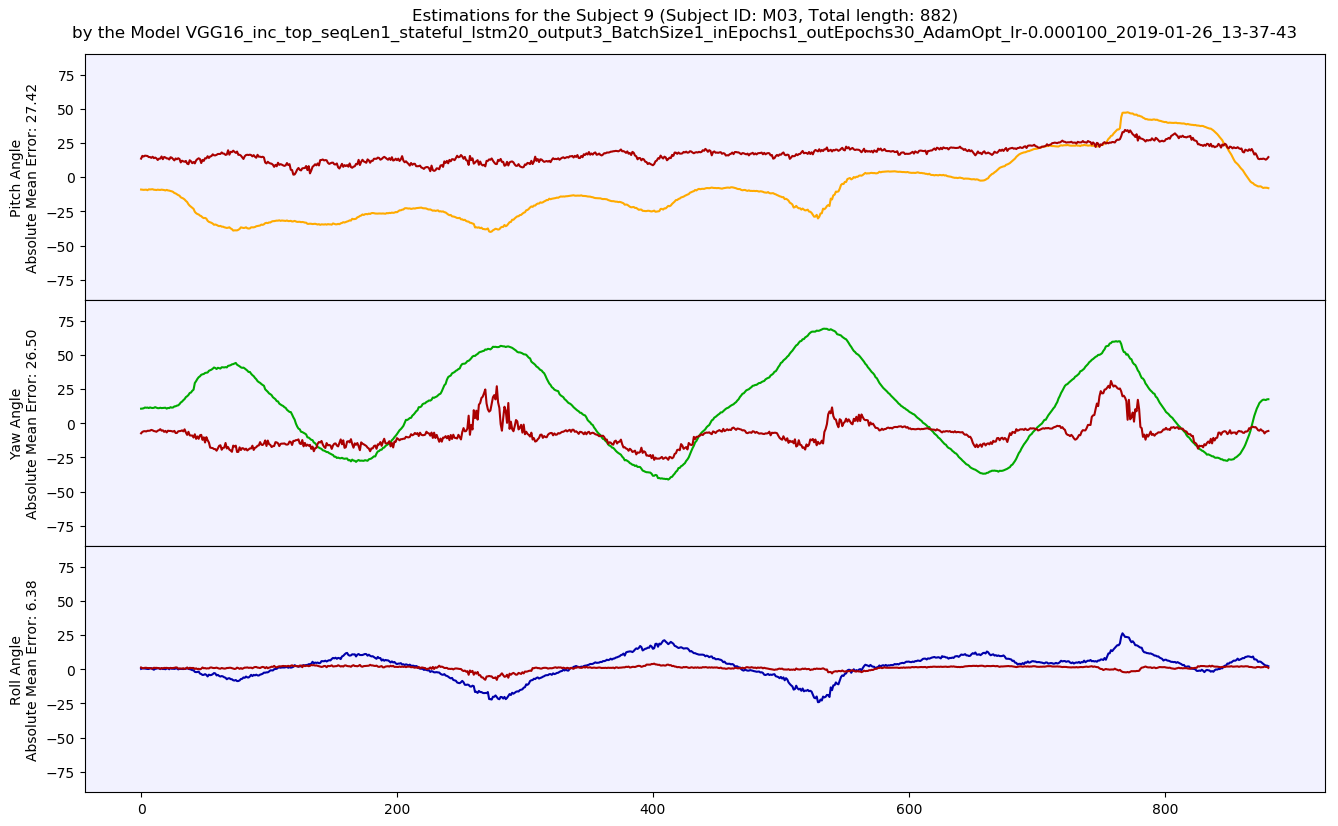 Estimations for the Subject 9 (Subject ID: M03, Total length: 882)
by the Model VGG16_inc_top_seqLen1_stateful_lstm20_output3_BatchSize1_inEpochs1_outEpochs30_AdamOpt_lr-0.000100_2019-01-26_13-37-43
Pitch Angle
Absolute Mean Error: 27.42
75
50
25
0
−25
−50
−75
Yaw Angle
Absolute Mean Error: 26.50
75
50
25
0
−25
−50
−75
Roll Angle
Absolute Mean Error: 6.38
75
50
25
0
−25
−50
−75
0 200 400 600 800